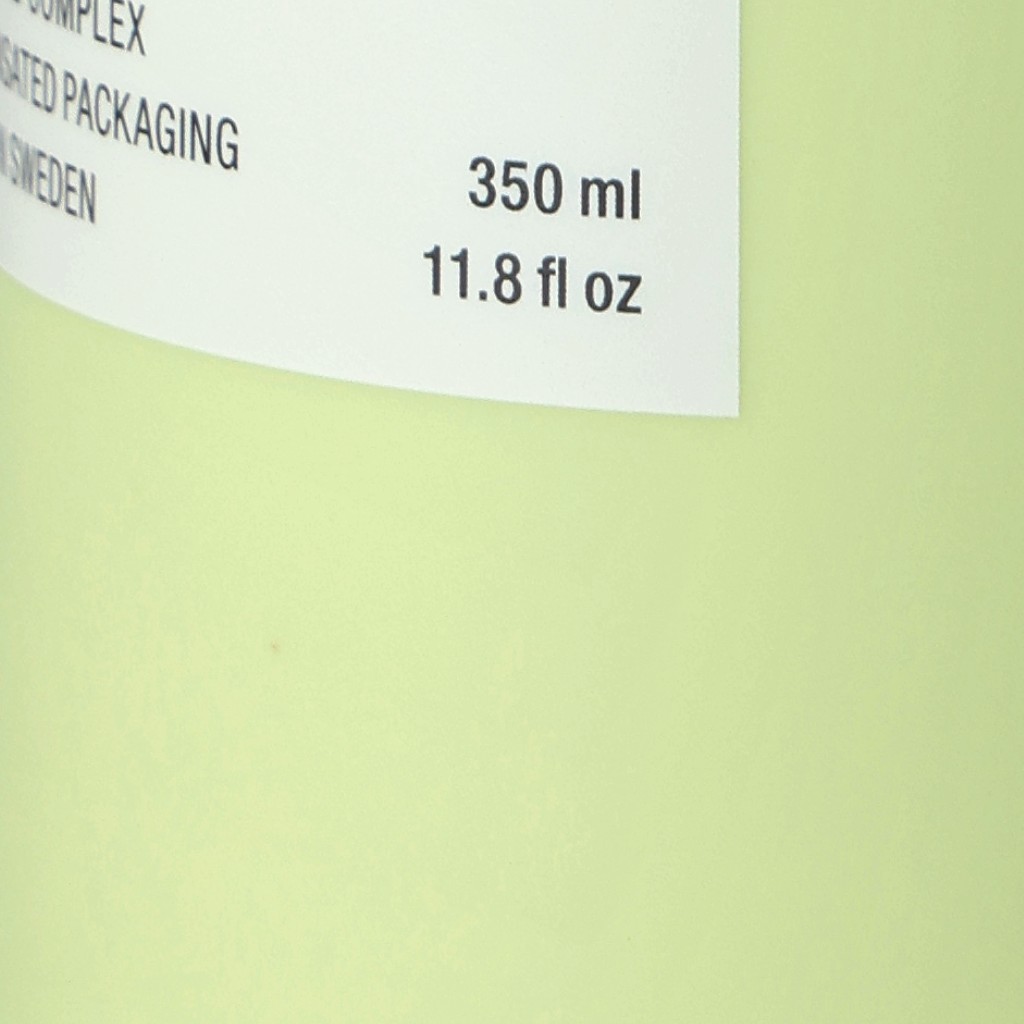 COMPLEX
PACKAGING
SWEDEN
350 ml
11.8 fl oz